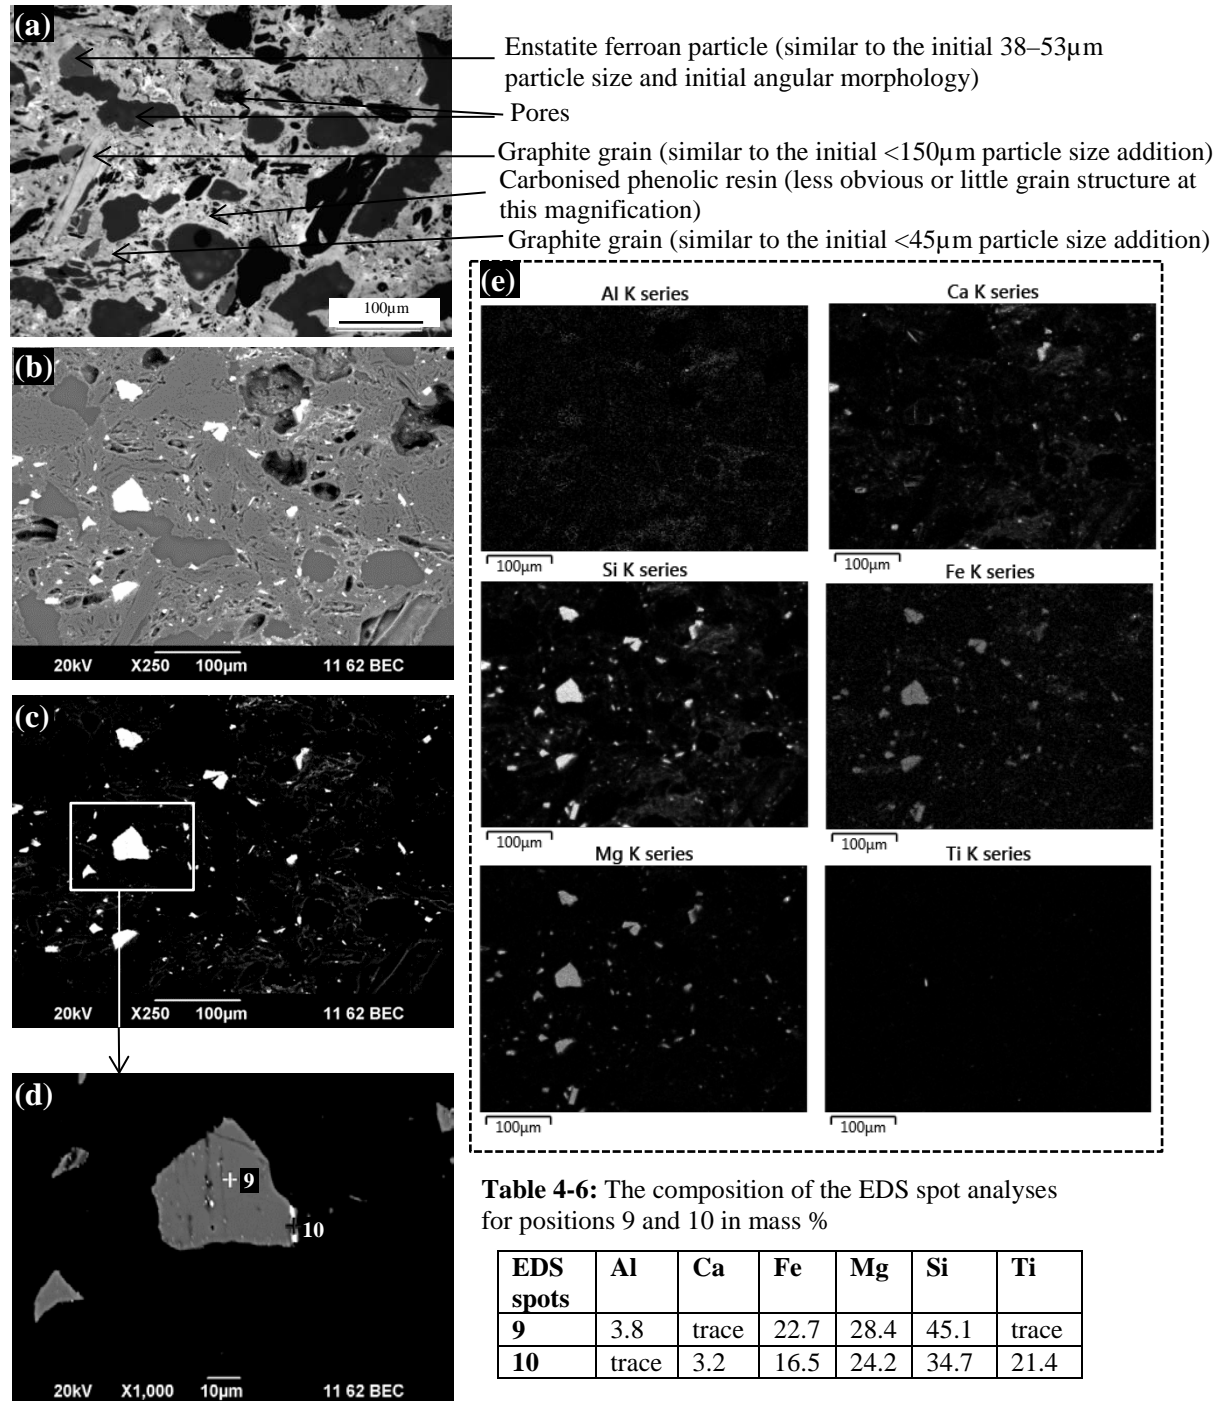 (a)
Enstatite ferroan particle (similar to the initial 38–53µm
particle size and initial angular morphology)
Pores
Graphite grain (similar to the initial <150µm particle size addition)
Carbonised phenolic resin (less obvious or little grain structure at
this magnification)
Graphite grain (similar to the initial <45µm particle size addition)
100µm
(b)
20kV X250 100µm 11 62 BEC
(c)
20kV X250 100µm 11 62 BEC
(d)
9
10
20kV X1,000 10µm 11 62 BEC
(e)
Al K series
Ca K series
100µm
100µm
Si K series
Fe K series
100µm
100µm
Mg K series
Ti K series
100µm
100µm
Table 4-6: The composition of the EDS spot analyses
for positions 9 and 10 in mass %
EDS spots Al Ca Fe Mg Si Ti
9 3.8 trace 22.7 28.4 45.1 trace
10 trace 3.2 16.5 24.2 34.7 21.4